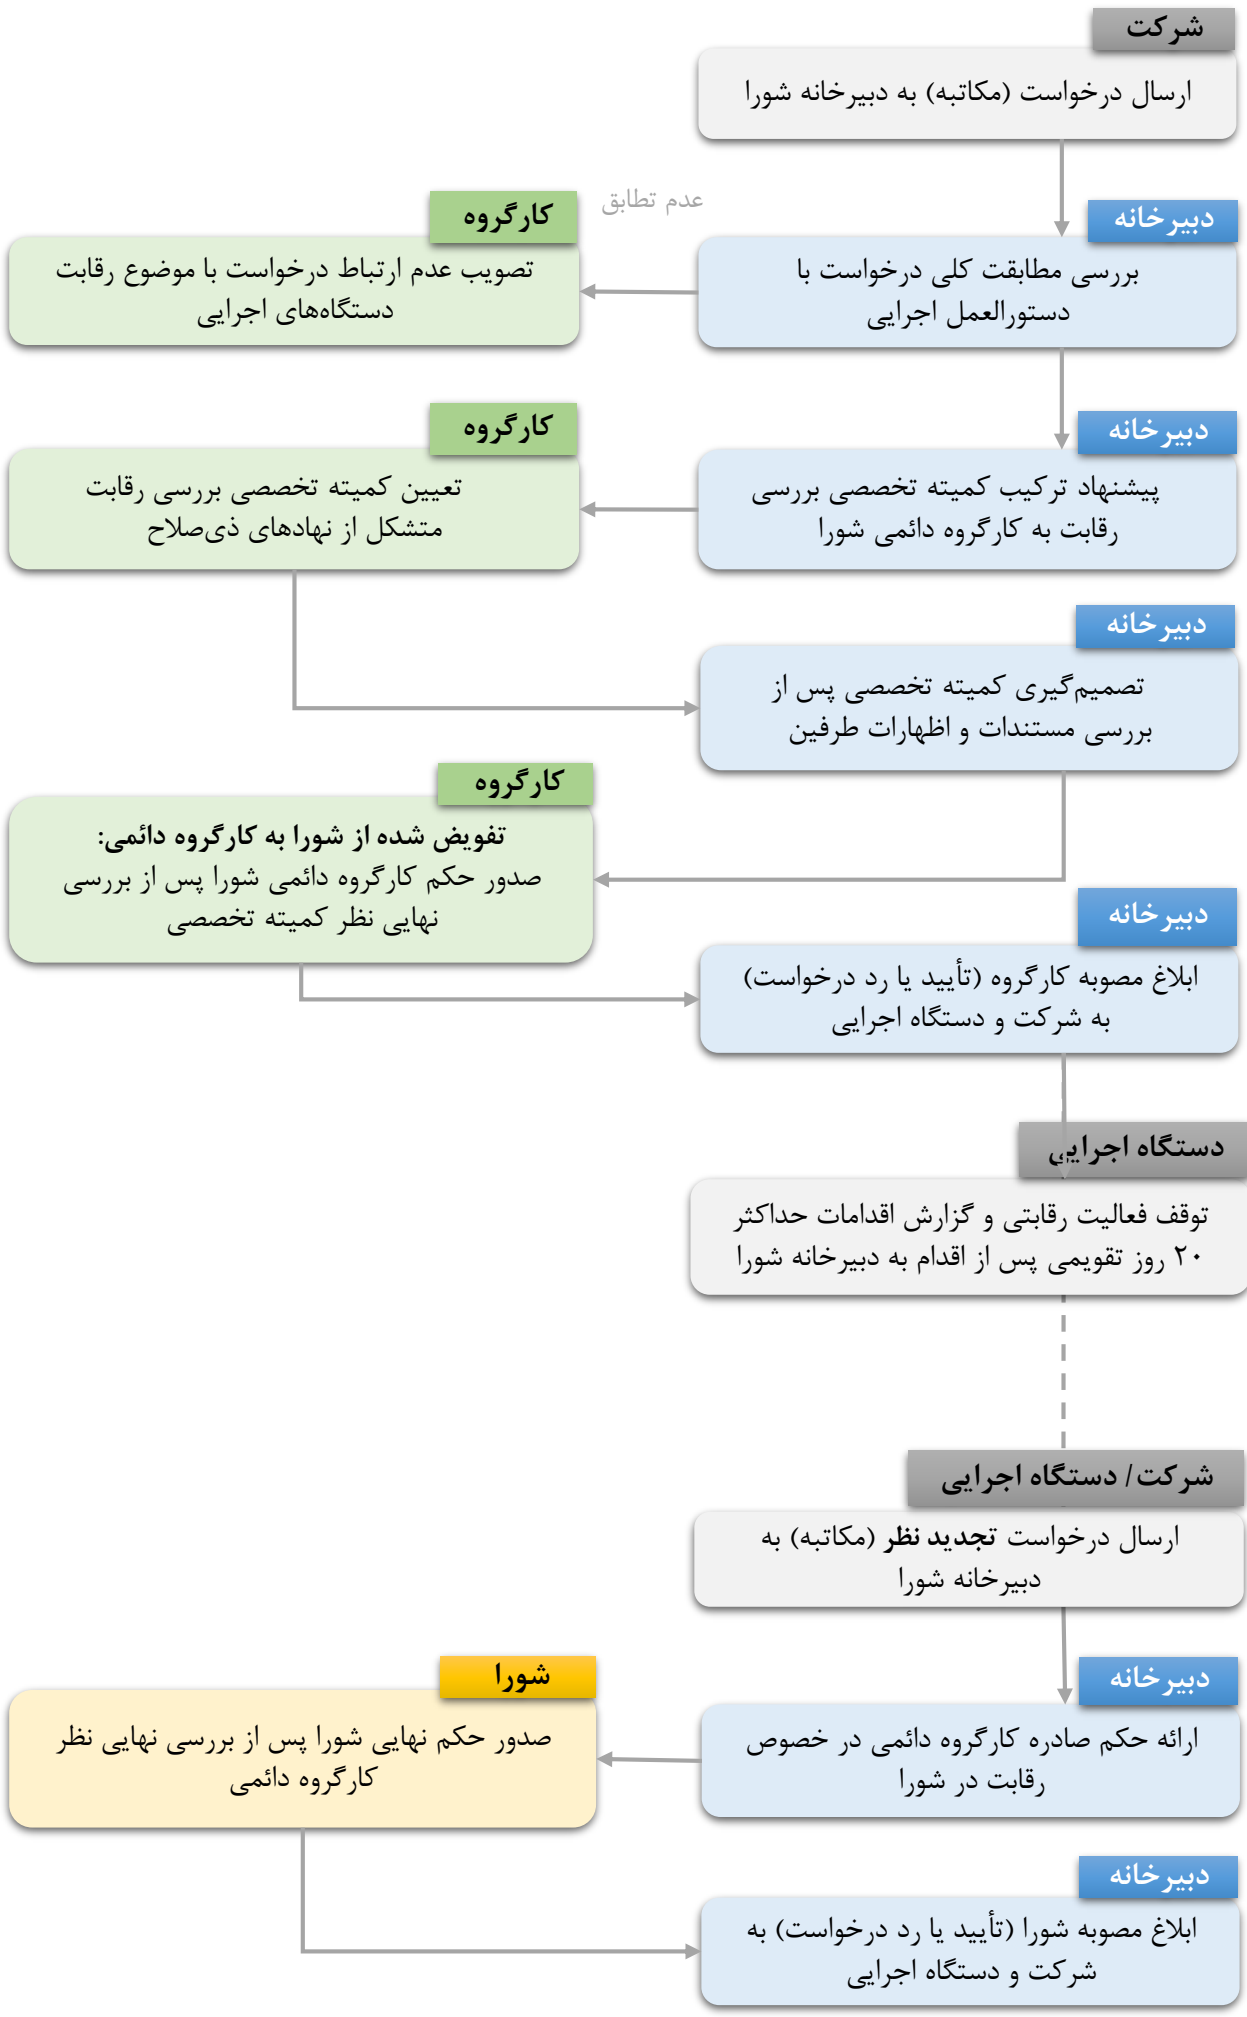 شرکت
ارسال درخواست (مکاتبه) به دبیرخانه شورا
دبیرخانه
بررسی مطابقت کلی درخواست با
دستورالعمل اجرایی
عدم تطابق
کارگروه
تصویب عدم ارتباط درخواست با موضوع رقابت
دستگاه‌های اجرایی
دبیرخانه
پیشنهاد ترکیب کمیته تخصصی بررسی
رقابت به کارگروه دائمی شورا
کارگروه
تعیین کمیته تخصصی بررسی رقابت
متشکل از نهادهای ذی‌صلاح
دبیرخانه
تصمیم‌گیری کمیته تخصصی پس از
بررسی مستندات و اظهارات طرفین
کارگروه
تفویض شده از شورا به کارگروه دائمی:
صدور حکم کارگروه دائمی شورا پس از بررسی
نهایی نظر کمیته تخصصی
دبیرخانه
ابلاغ مصوبه کارگروه (تأیید یا رد درخواست)
به شرکت و دستگاه اجرایی
دستگاه اجرایی
توقف فعالیت رقابتی و گزارش اقدامات حداکثر
۲۰ روز تقویمی پس از اقدام به دبیرخانه شورا
شرکت/ دستگاه اجرایی
ارسال درخواست تجدید نظر (مکاتبه) به
دبیرخانه شورا
دبیرخانه
ارائه حکم صادره کارگروه دائمی در خصوص
رقابت در شورا
شورا
صدور حکم نهایی شورا پس از بررسی نهایی نظر
کارگروه دائمی
دبیرخانه
ابلاغ مصوبه شورا (تأیید یا رد درخواست) به
شرکت و دستگاه اجرایی